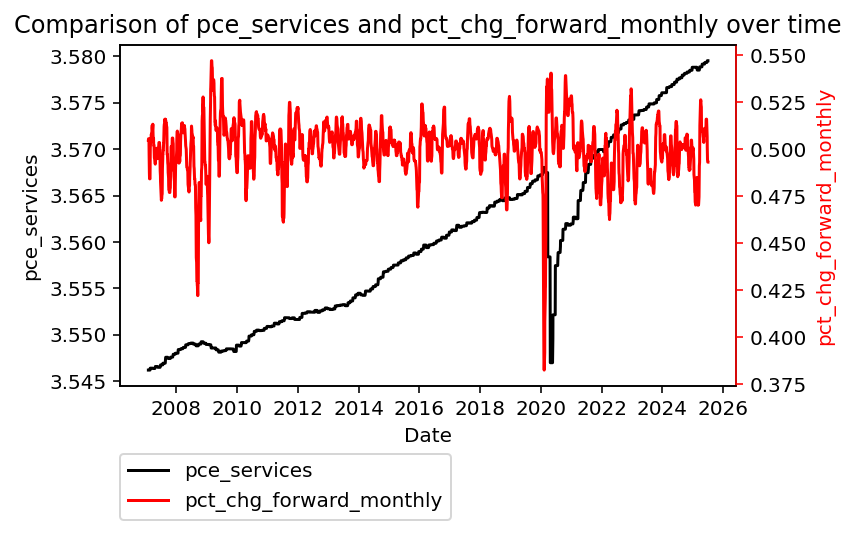 Comparison of pce_services and pct_chg_forward_monthly over time
3.580
3.575
3.570
3.565
3.560
3.555
3.550
3.545
pce_services
0.550
0.525
0.500
0.475
0.450
0.425
0.400
0.375
pct_chg_forward_monthly
2008 2010 2012 2014 2016 2018 2020 2022 2024 2026
Date
pce_services
pct_chg_forward_monthly